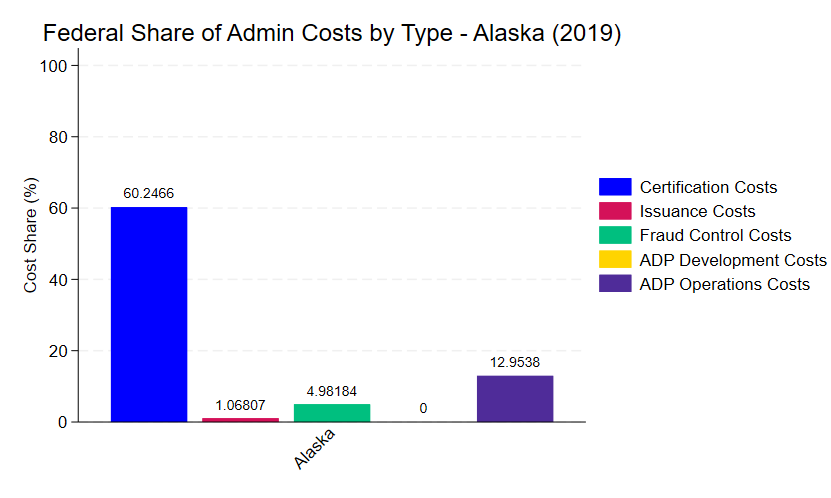 Federal Share of Admin Costs by Type - Alaska (2019)
Cost Share (%)
100
80
60
40
20
0
60.2466
1.06807
4.98184
0
12.9538
Alaska
Certification Costs
Issuance Costs
Fraud Control Costs
ADP Development Costs
ADP Operations Costs